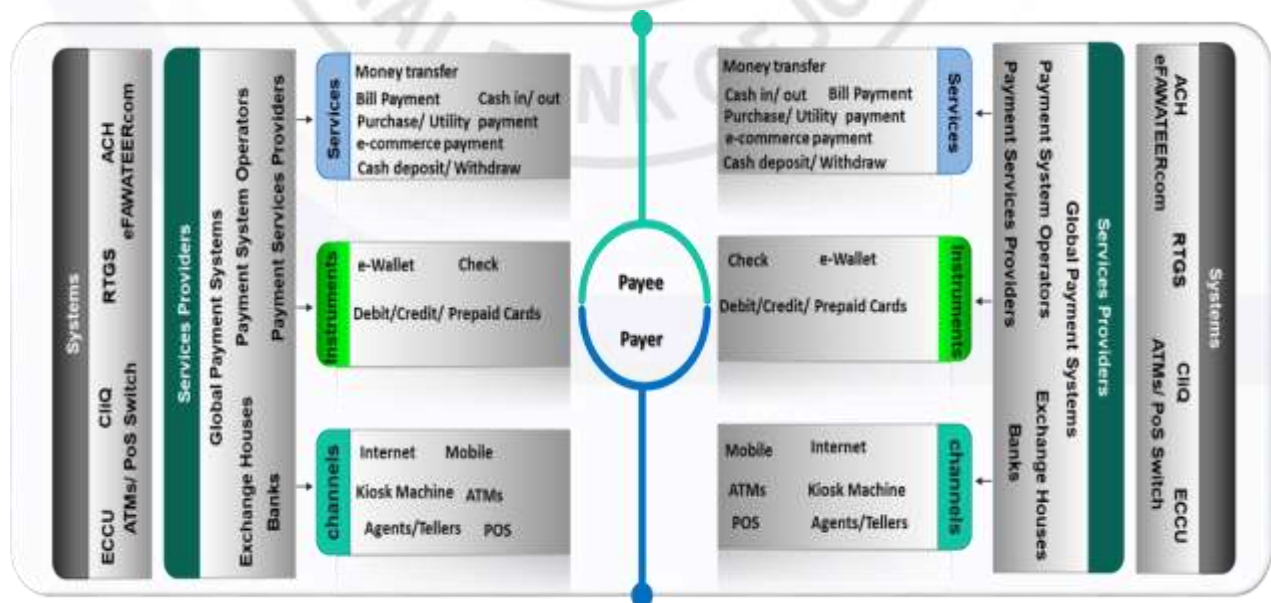 Systems
ACH RTGS CliQ ECCU
eFAWATEERcom ATMs/ PoS Switch
Services Providers
Global Payment Systems
Payment System Operators Exchange Houses
Payment Services Providers Banks
Services
Money transfer
Bill Payment Cash in/ out
Purchase/ Utility payment
e-commerce payment
Cash deposit/ Withdraw
Instruments
e-Wallet Check
Debit/Credit/ Prepaid Cards
channels
Internet Mobile
Kiosk Machine ATMs
Agents/Tellers POS
Payee
Payer
Money transfer
Cash in/ out Bill Payment
Purchase/ Utility payment
e-commerce payment
Cash deposit/ Withdraw
Services
Check e-Wallet
Debit/Credit/ Prepaid Cards
Instruments
Mobile Internet
ATMs Kiosk Machine
POS Agents/Tellers
channels
Payment Services Providers Banks
Payment System Operators Exchange Houses
Global Payment Systems
Services Providers
eFAWATEERcom ATMs/ PoS Switch
ACH RTGS CliQ ECCU
Systems